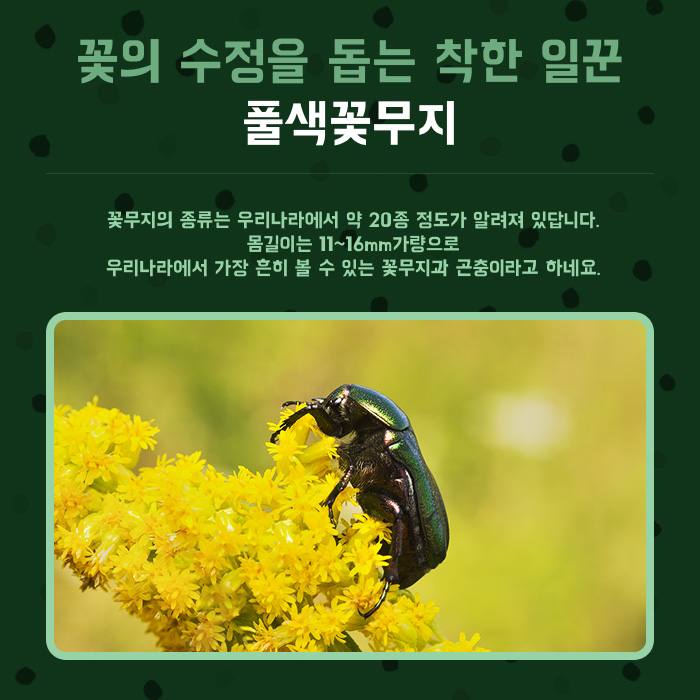 꽃의 수정을 돕는 착한 일꾼
풀색꽃무지
꽃무지의 종류는 우리나라에서 약 20종 정도가 알려져 있답니다.
몸길이는 11~16mm가량으로
우리나라에서 가장 흔히 볼 수 있는 꽃무지과 곤충이라고 하네요.